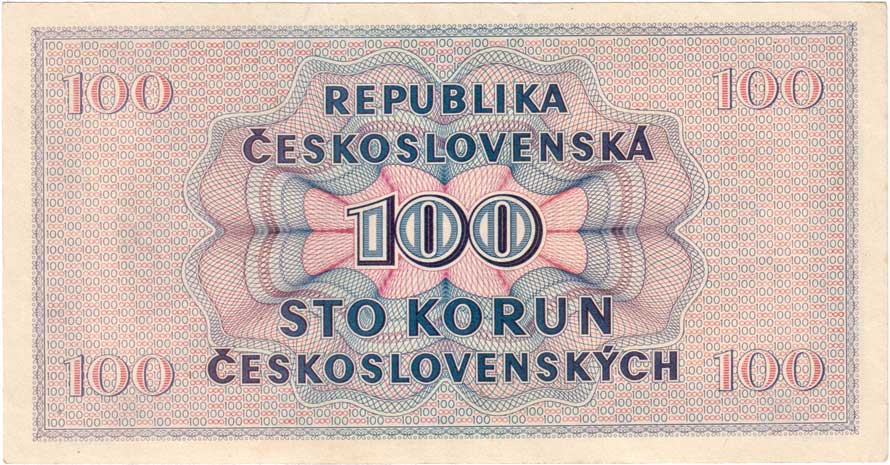 100 100
REPUBLIKA
ČESKOSLOVENSKÁ
100
STO KORUN
ČESKOSLOVENSKÝCH
100 100